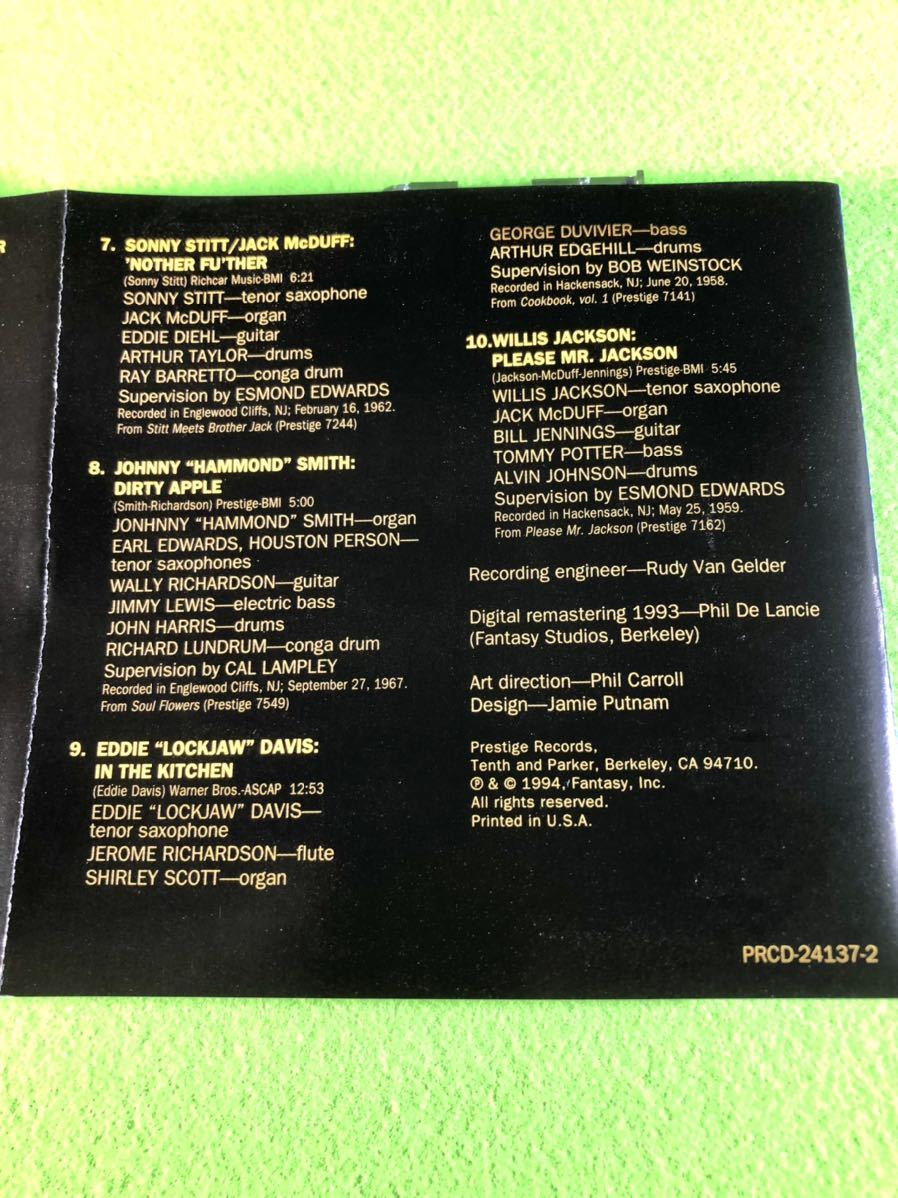 R
7. SONNY STITT/JACK McDUFF:
'NOTHER FU'THER
(Sonny Stitt) Richcar Music-BMI 6:21
SONNY STITT—tenor saxophone
JACK McDUFF—organ
EDDIE DIEHL—guitar
ARTHUR TAYLOR—drums
RAY BARRETTO—conga drum
Supervision by ESMOND EDWARDS
Recorded in Englewood Cliffs, NJ; February 16, 1962.
From Stitt Meets Brother Jack (Prestige 7244)
8. JOHNNY “HAMMOND” SMITH:
DIRTY APPLE
(Smith-Richardson) Prestige-BMI 5:00
JONHNNY “HAMMOND” SMITH—organ
EARL EDWARDS, HOUSTON PERSON—
tenor saxophones
WALLY RICHARDSON—guitar
JIMMY LEWIS—electric bass
JOHN HARRIS—drums
RICHARD LUNDRUM—conga drum
Supervision by CAL LAMPLEY
Recorded in Englewood Cliffs, NJ; September 27, 1967.
From Soul Flowers (Prestige 7549)
9. EDDIE “LOCKJAW” DAVIS:
IN THE KITCHEN
(Eddie Davis) Warner Bros.-ASCAP 12:53
EDDIE “LOCKJAW” DAVIS—
tenor saxophone
JEROME RICHARDSON—flute
SHIRLEY SCOTT—organ
GEORGE DUVIVIER—bass
ARTHUR EDGEHILL—drums
Supervision by BOB WEINSTOCK
Recorded in Hackensack, NJ; June 20, 1958.
From Cookbook, vol. 1 (Prestige 7141)
10.WILLIS JACKSON:
PLEASE MR. JACKSON
(Jackson-McDuff-Jennings) Prestige-BMI 5:45
WILLIS JACKSON—tenor saxophone
JACK McDUFF—organ
BILL JENNINGS—guitar
TOMMY POTTER—bass
ALVIN JOHNSON—drums
Supervision by ESMOND EDWARDS
Recorded in Hackensack, NJ; May 25, 1959.
From Please Mr. Jackson (Prestige 7162)
Recording engineer—Rudy Van Gelder
Digital remastering 1993—Phil De Lancie
(Fantasy Studios, Berkeley)
Art direction—Phil Carroll
Design—Jamie Putnam
Prestige Records,
Tenth and Parker, Berkeley, CA 94710.
℗ & © 1994, Fantasy, Inc.
All rights reserved.
Printed in U.S.A.
PRCD-24137-2